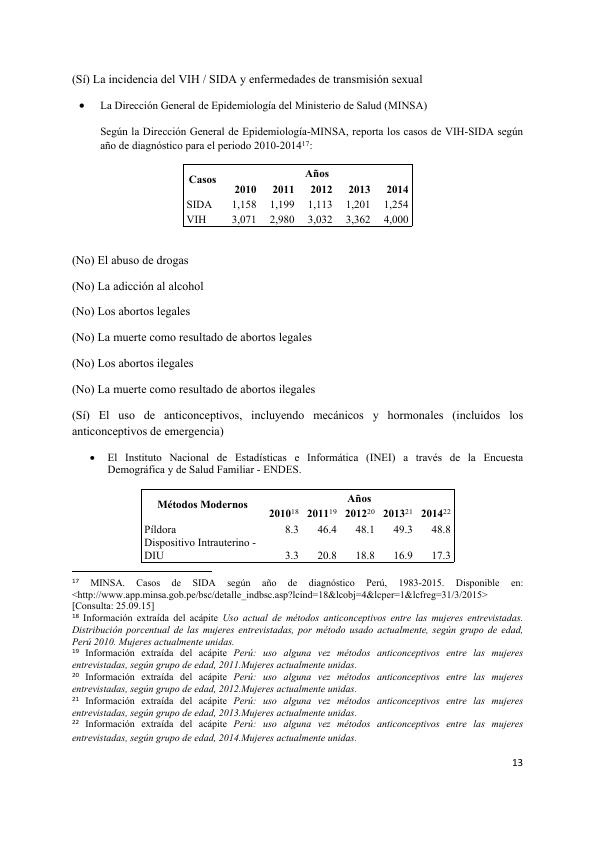 (Sí) La incidencia del VIH / SIDA y enfermedades de transmisión sexual
• La Dirección General de Epidemiología del Ministerio de Salud (MINSA)
Según la Dirección General de Epidemiología-MINSA, reporta los casos de VIH-SIDA según
año de diagnóstico para el periodo 2010-2014¹⁷:
Casos Años
2010 2011 2012 2013 2014
SIDA 1,158 1,199 1,113 1,201 1,254
VIH 3,071 2,980 3,032 3,362 4,000
(No) El abuso de drogas
(No) La adicción al alcohol
(No) Los abortos legales
(No) La muerte como resultado de abortos legales
(No) Los abortos ilegales
(No) La muerte como resultado de abortos ilegales
(Sí) El uso de anticonceptivos, incluyendo mecánicos y hormonales (incluidos los
anticonceptivos de emergencia)
• El Instituto Nacional de Estadísticas e Informática (INEI) a través de la Encuesta
Demográfica y de Salud Familiar - ENDES.
Métodos Modernos Años
2010¹⁸ 2011¹⁹ 2012²⁰ 2013²¹ 2014²²
Píldora 8.3 46.4 48.1 49.3 48.8
Dispositivo Intrauterino -
DIU 3.3 20.8 18.8 16.9 17.3
¹⁷ MINSA. Casos de SIDA según año de diagnóstico Perú, 1983-2015. Disponible en:
<http://www.app.minsa.gob.pe/bsc/detalle_indbsc.asp?lcind=18&lcobj=4&lcper=1&lcfreg=31/3/2015>
[Consulta: 25.09.15]
¹⁸ Información extraída del acápite Uso actual de métodos anticonceptivos entre las mujeres entrevistadas.
Distribución porcentual de las mujeres entrevistadas, por método usado actualmente, según grupo de edad,
Perú 2010. Mujeres actualmente unidas.
¹⁹ Información extraída del acápite Perú: uso alguna vez métodos anticonceptivos entre las mujeres
entrevistadas, según grupo de edad, 2011.Mujeres actualmente unidas.
²⁰ Información extraída del acápite Perú: uso alguna vez métodos anticonceptivos entre las mujeres
entrevistadas, según grupo de edad, 2012.Mujeres actualmente unidas.
²¹ Información extraída del acápite Perú: uso alguna vez métodos anticonceptivos entre las mujeres
entrevistadas, según grupo de edad, 2013.Mujeres actualmente unidas.
²² Información extraída del acápite Perú: uso alguna vez métodos anticonceptivos entre las mujeres
entrevistadas, según grupo de edad, 2014.Mujeres actualmente unidas.
13